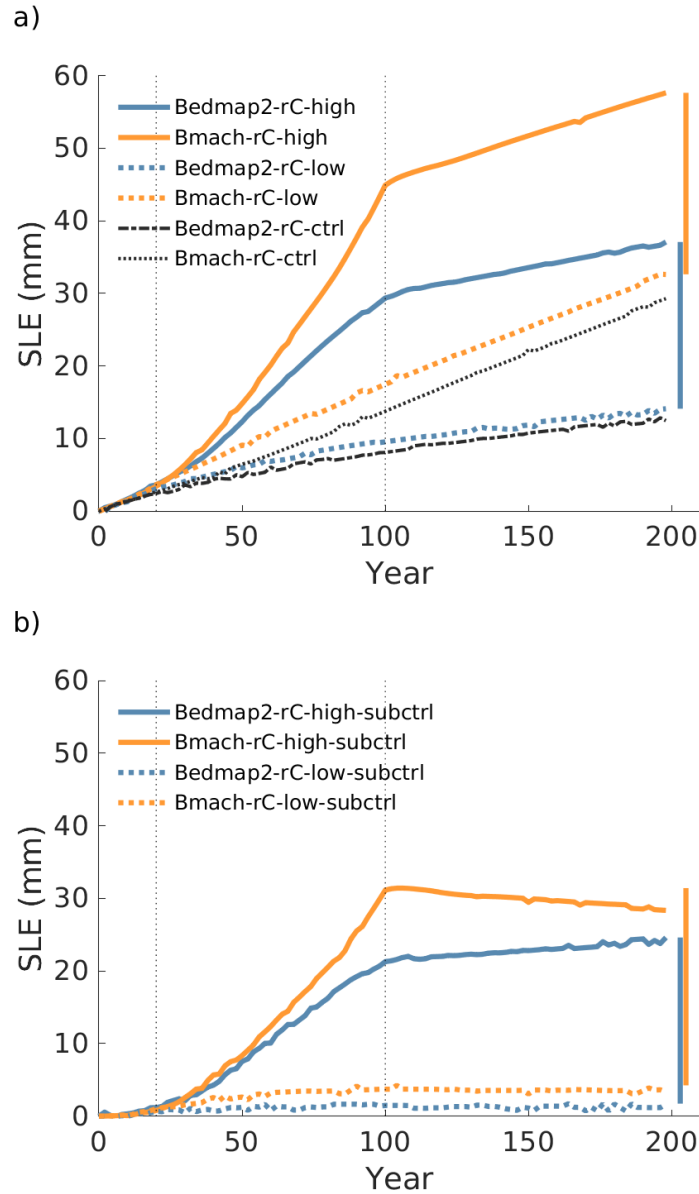 a)
60
50
40
30
20
10
0
SLE (mm)
Bedmap2-rC-high
Bmach-rC-high
Bedmap2-rC-low
Bmach-rC-low
Bedmap2-rC-ctrl
Bmach-rC-ctrl
0 50 100 150 200
Year
b)
60
50
40
30
20
10
0
SLE (mm)
Bedmap2-rC-high-subctrl
Bmach-rC-high-subctrl
Bedmap2-rC-low-subctrl
Bmach-rC-low-subctrl
0 50 100 150 200
Year